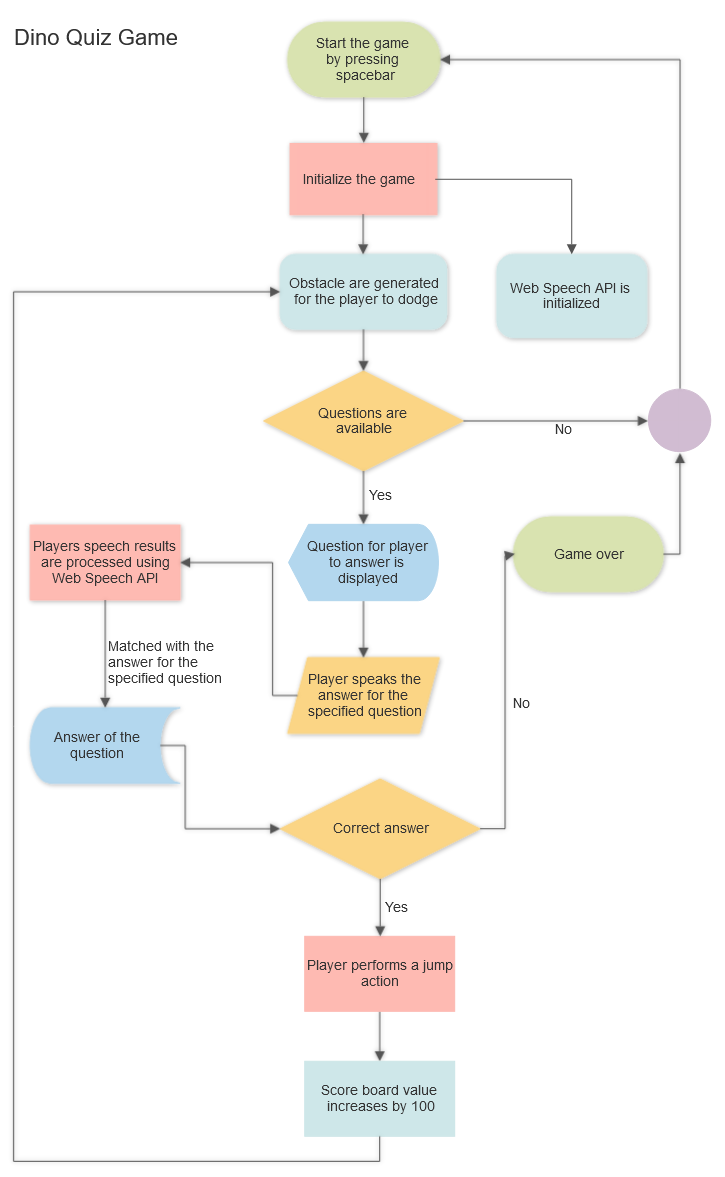 Dino Quiz Game
Start the game
by pressing
spacebar
Initialize the game
Obstacle are generated
for the player to dodge
Web Speech API is
initialized
Questions are
available
No
Yes
Players speech results
are processed using
Web Speech API
Question for player
to answer is
displayed
Game over
Matched with the
answer for the
specified question
Player speaks the
answer for the
specified question
No
Answer of the
question
Correct answer
Yes
Player performs a jump
action
Score board value
increases by 100